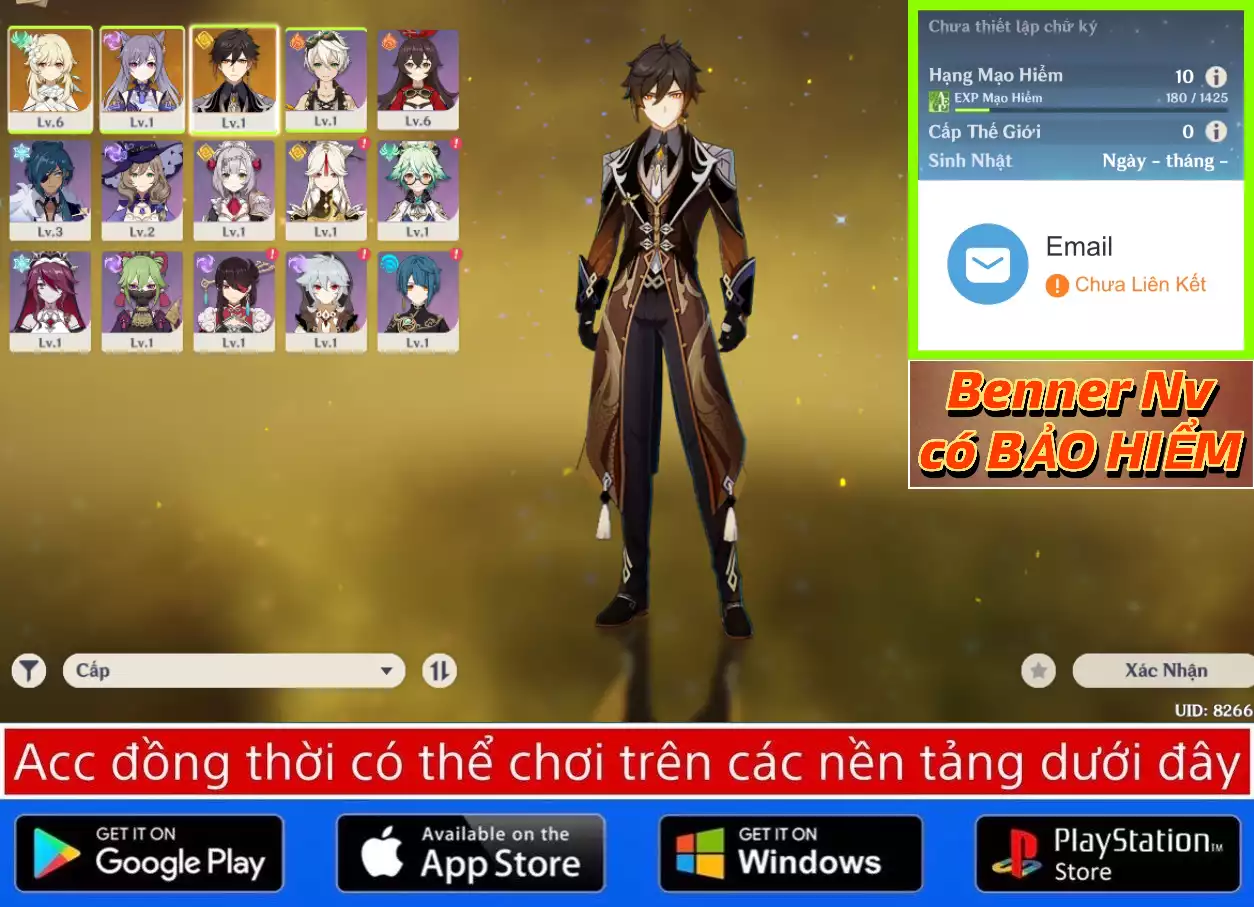 Chưa thiết lập chữ ký
Hạng Mạo Hiểm 10
EXP Mạo Hiểm 180 / 1425
Cấp Thế Giới 0
Sinh Nhật Ngày - tháng -
Email
Chưa Liên Kết
Benner Nv
có BẢO HIỂM
Lv.6 Lv.1 Lv.1 Lv.1 Lv.6
Lv.3 Lv.2 Lv.1 Lv.1 Lv.1
Lv.1 Lv.1 Lv.1 Lv.1 Lv.1
Cấp
Xác Nhận
UID: 8266
Acc đồng thời có thể chơi trên các nền tảng dưới đây
GET IT ON
Google Play
Available on the
App Store
GET IT ON
Windows
PlayStation™
Store